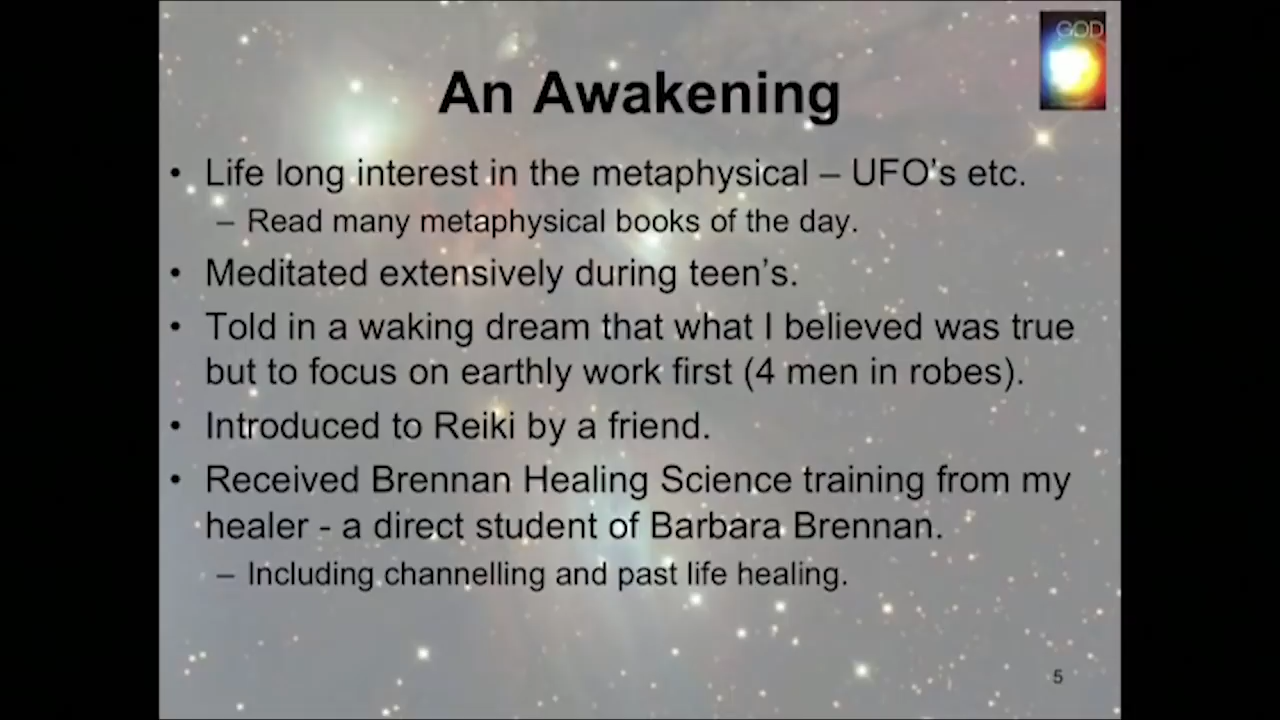 GOD
An Awakening
• Life long interest in the metaphysical – UFO's etc.
– Read many metaphysical books of the day.
• Meditated extensively during teen's.
• Told in a waking dream that what I believed was true
but to focus on earthly work first (4 men in robes).
• Introduced to Reiki by a friend.
• Received Brennan Healing Science training from my
healer - a direct student of Barbara Brennan.
– Including channelling and past life healing.
5